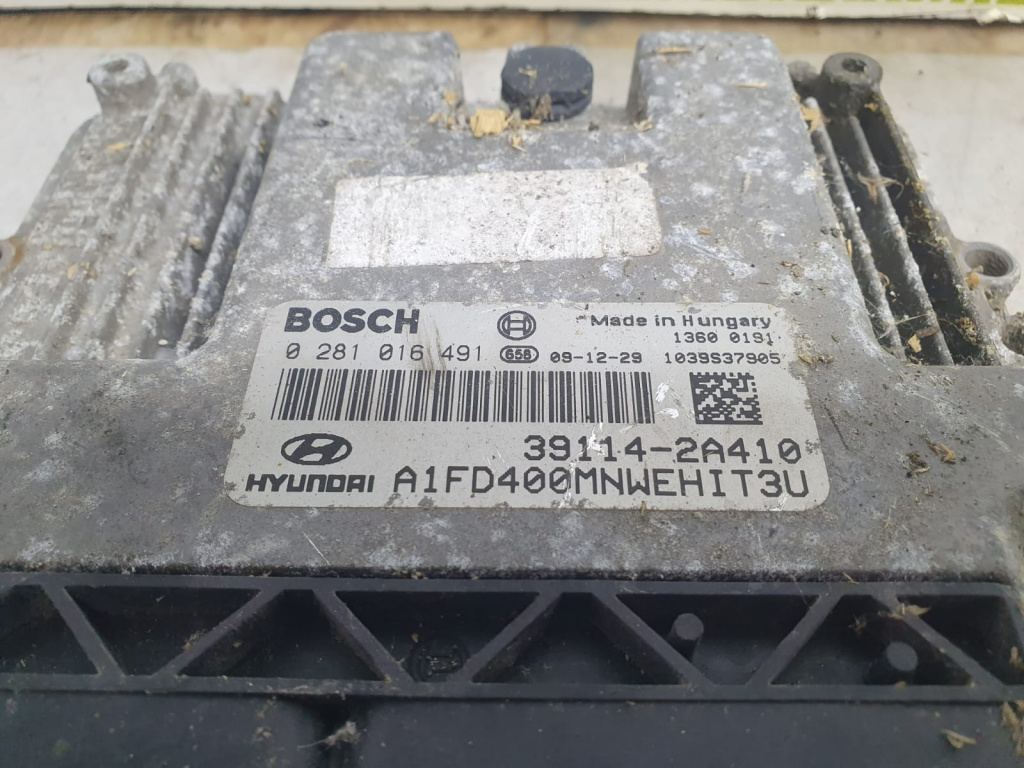 BOSCH
Made in Hungary
1360 0191
0 281 016 491 656 09-12-29 1039S37905
39114-2A410
HYUNDAI A1FD400MNWEHIT3U